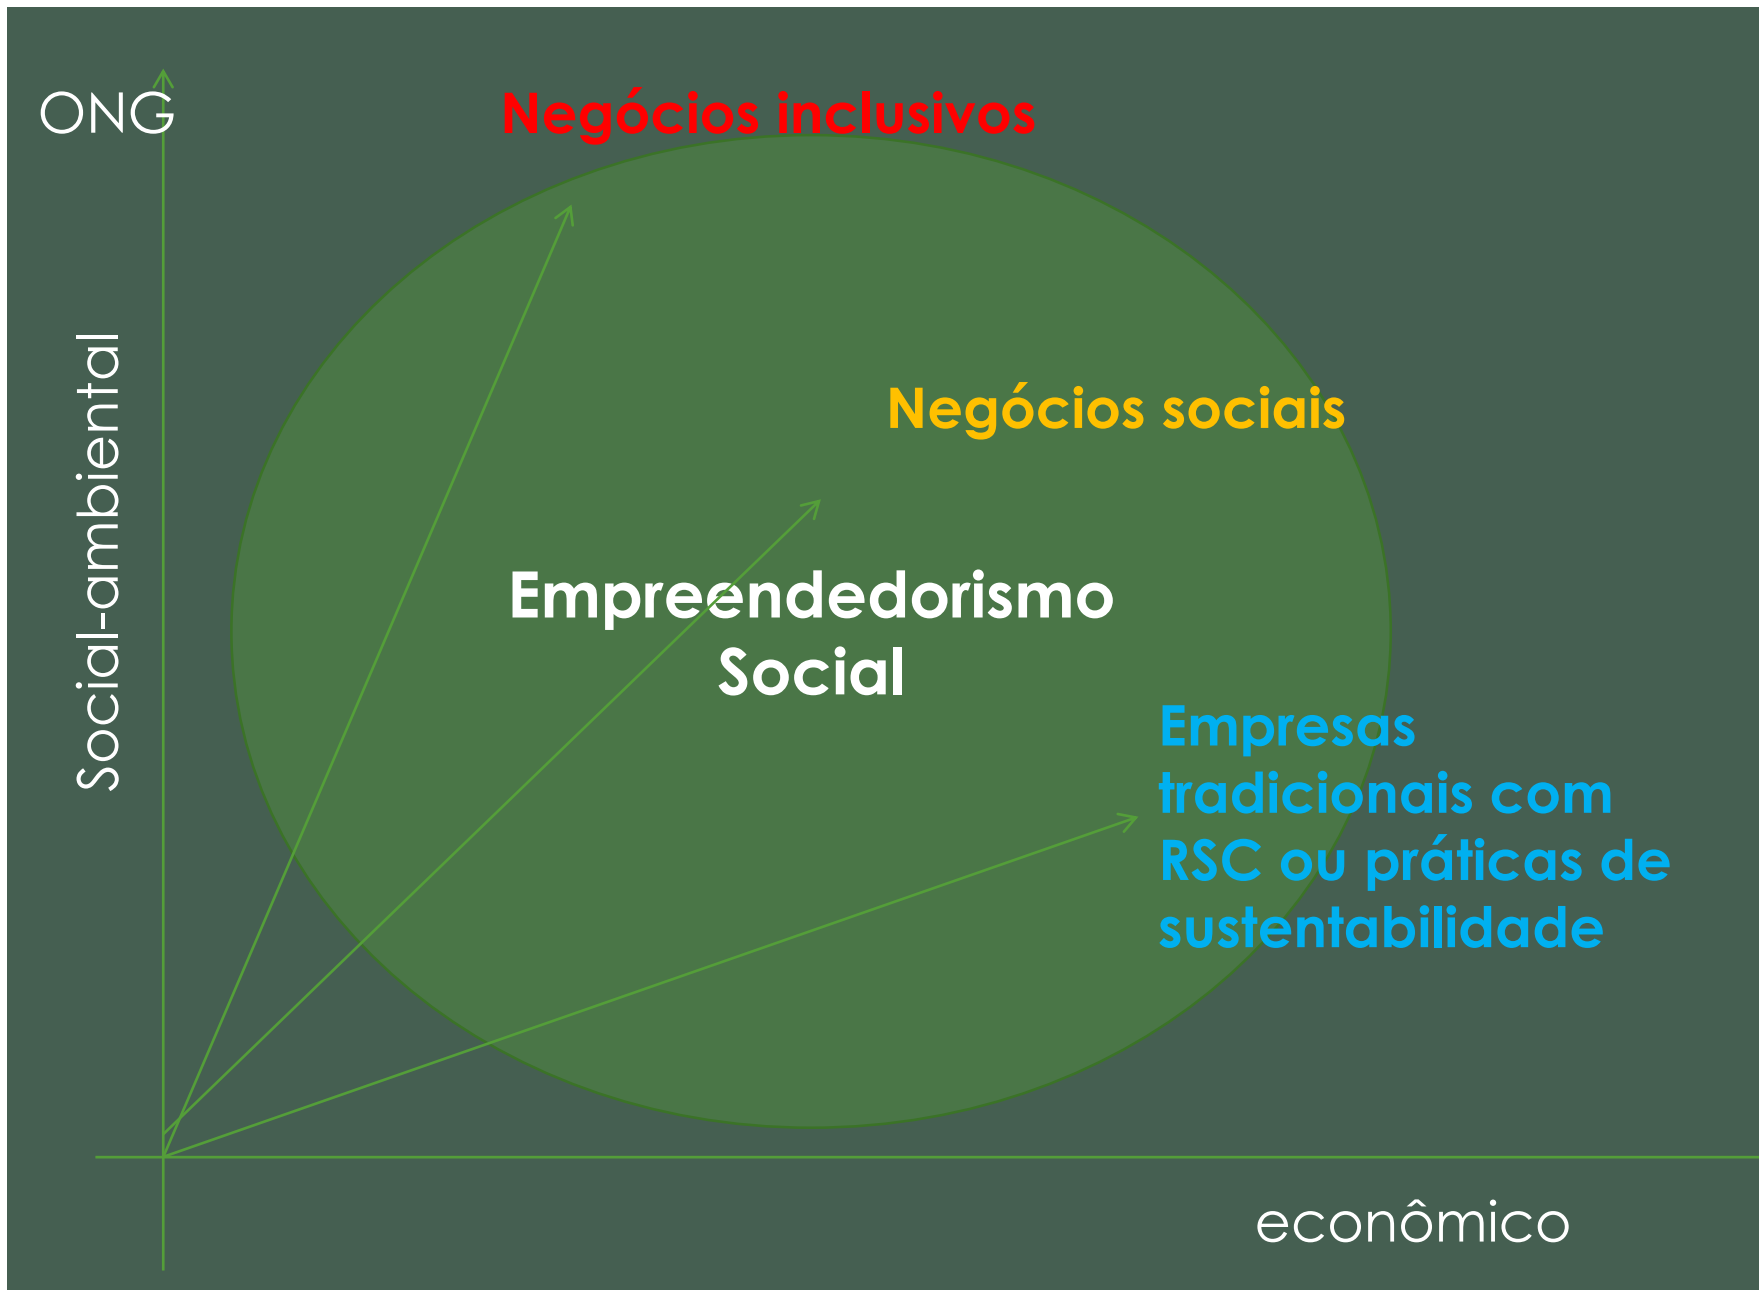 ONG
Negócios inclusivos
Social-ambiental
Negócios sociais
Empreendedorismo
Social
Empresas
tradicionais com
RSC ou práticas de
sustentabilidade
econômico